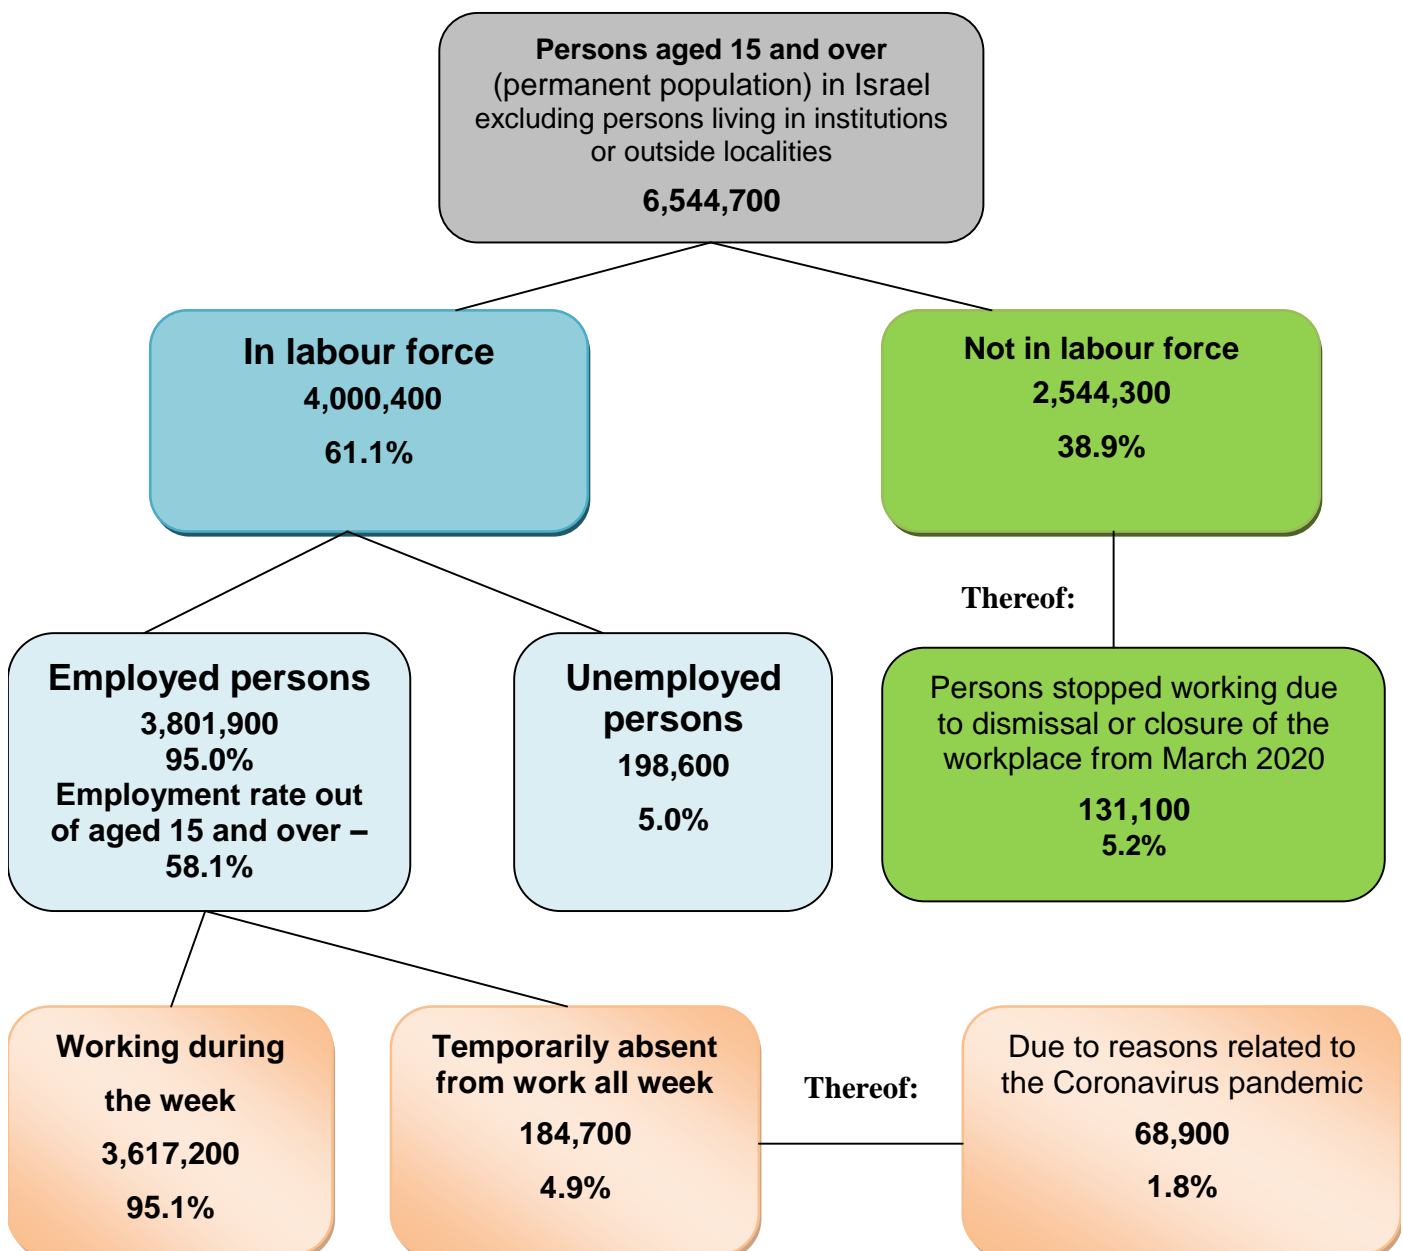 Persons aged 15 and over
(permanent population) in Israel
excluding persons living in institutions
or outside localities
6,544,700
In labour force
4,000,400
61.1%
Not in labour force
2,544,300
38.9%
Thereof:
Employed persons
3,801,900
95.0%
Employment rate out
of aged 15 and over –
58.1%
Unemployed
persons
198,600
5.0%
Persons stopped working due
to dismissal or closure of the
workplace from March 2020
131,100
5.2%
Working during
the week
3,617,200
95.1%
Temporarily absent
from work all week
184,700
4.9%
Thereof:
Due to reasons related to
the Coronavirus pandemic
68,900
1.8%